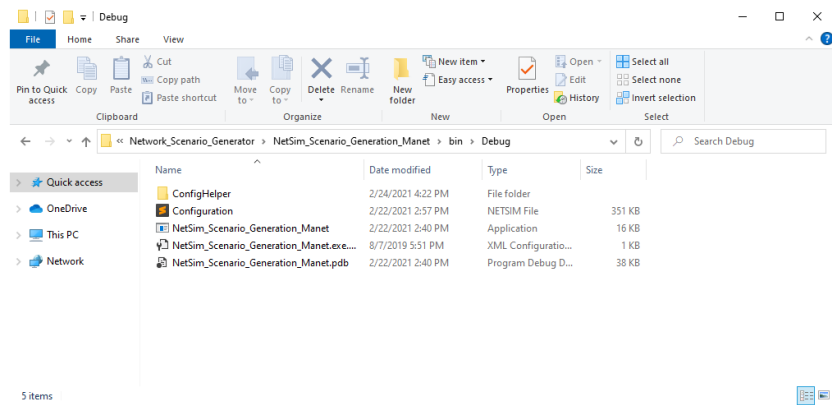 Debug
File Home Share View
Pin to Quick access
Copy
Paste
Cut
Copy path
Paste shortcut
Clipboard
Move to
Copy to
Delete
Rename
Organize
New folder
New item
Easy access
New
Properties
Open
Edit
History
Open
Select all
Select none
Invert selection
Select
« Network_Scenario_Generator > NetSim_Scenario_Generation_Manet > bin > Debug
Search Debug
Quick access
OneDrive
This PC
Network
Name Date modified Type Size
ConfigHelper 2/24/2021 4:22 PM File folder
Configuration 2/22/2021 2:57 PM NETSIM File 351 KB
NetSim_Scenario_Generation_Manet 2/22/2021 2:40 PM Application 16 KB
NetSim_Scenario_Generation_Manet.exe.... 8/7/2019 5:51 PM XML Configuratio... 1 KB
NetSim_Scenario_Generation_Manet.pdb 2/22/2021 2:40 PM Program Debug D... 38 KB
5 items